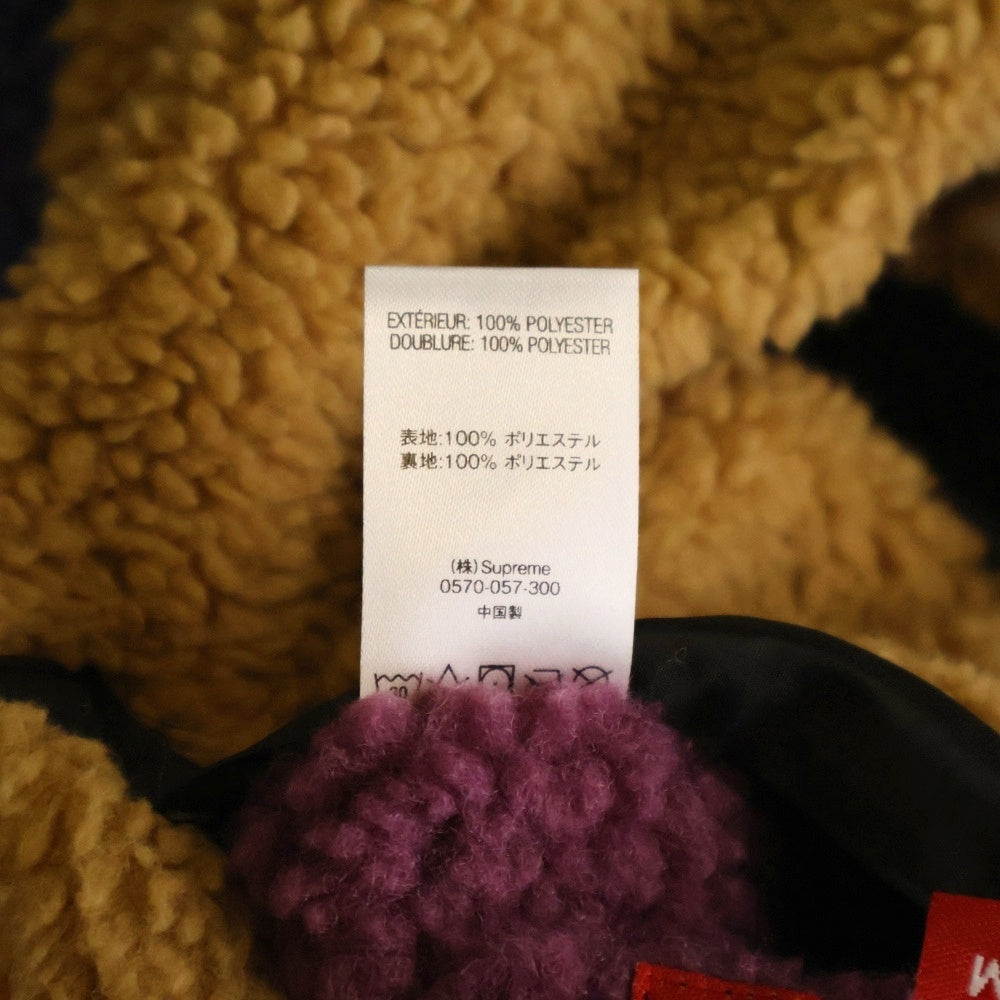 EXTÉRIEUR: 100% POLYESTER
DOUBLURE: 100% POLYESTER
表地:100% ポリエステル
裏地:100% ポリエステル
(株)Supreme
0570-057-300
中国製
30